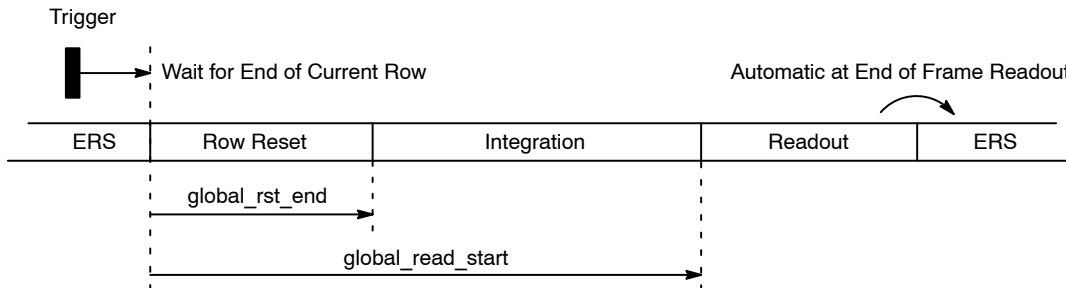 Trigger
Wait for End of Current Row
Automatic at End of Frame Readout
ERS
Row Reset
Integration
Readout
ERS
global_rst_end
global_read_start